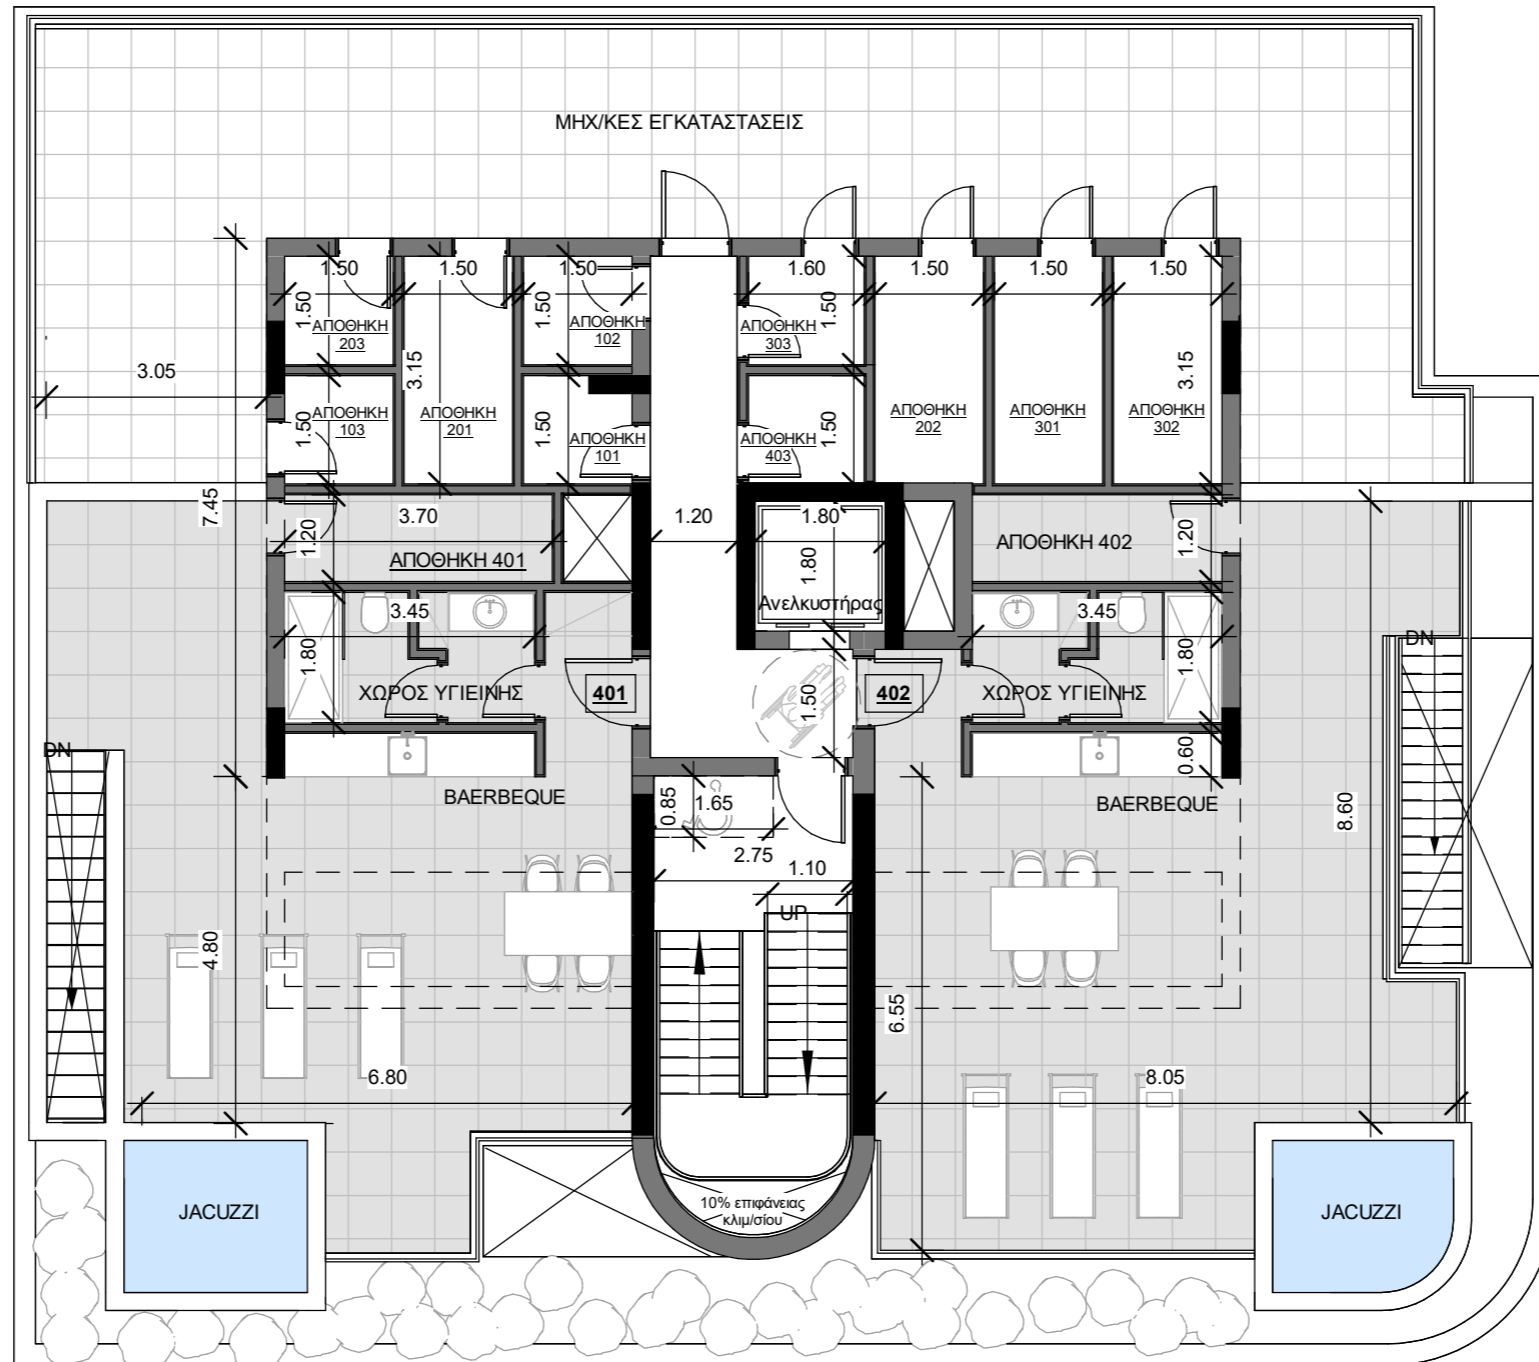 ΜΗΧ/ΚΕΣ ΕΓΚΑΤΑΣΤΑΣΕΙΣ
1.50
1.50
1.50
1.60
1.50
1.50
1.50
1.50
1.50
1.50
ΑΠΟΘΗΚΗ
203
ΑΠΟΘΗΚΗ
102
ΑΠΟΘΗΚΗ
303
3.05
3.15
3.15
1.50
ΑΠΟΘΗΚΗ
103
ΑΠΟΘΗΚΗ
201
1.50
ΑΠΟΘΗΚΗ
101
ΑΠΟΘΗΚΗ
403
1.50
ΑΠΟΘΗΚΗ
202
ΑΠΟΘΗΚΗ
301
ΑΠΟΘΗΚΗ
302
7.45
1.20
3.70
ΑΠΟΘΗΚΗ 401
1.20
1.80
1.80
Ανελκυστήρας
ΑΠΟΘΗΚΗ 402
1.20
3.45
3.45
DN
1.80
ΧΩΡΟΣ ΥΓΙΕΙΝΗΣ
401
1.50
402
ΧΩΡΟΣ ΥΓΙΕΙΝΗΣ
1.80
DN
0.60
BAERBEQUE
0.85
1.65
BAERBEQUE
8.60
2.75
1.10
UP
4.80
6.55
6.80
8.05
JACUZZI
10% επιφάνειας
κλιμ/σίου
JACUZZI